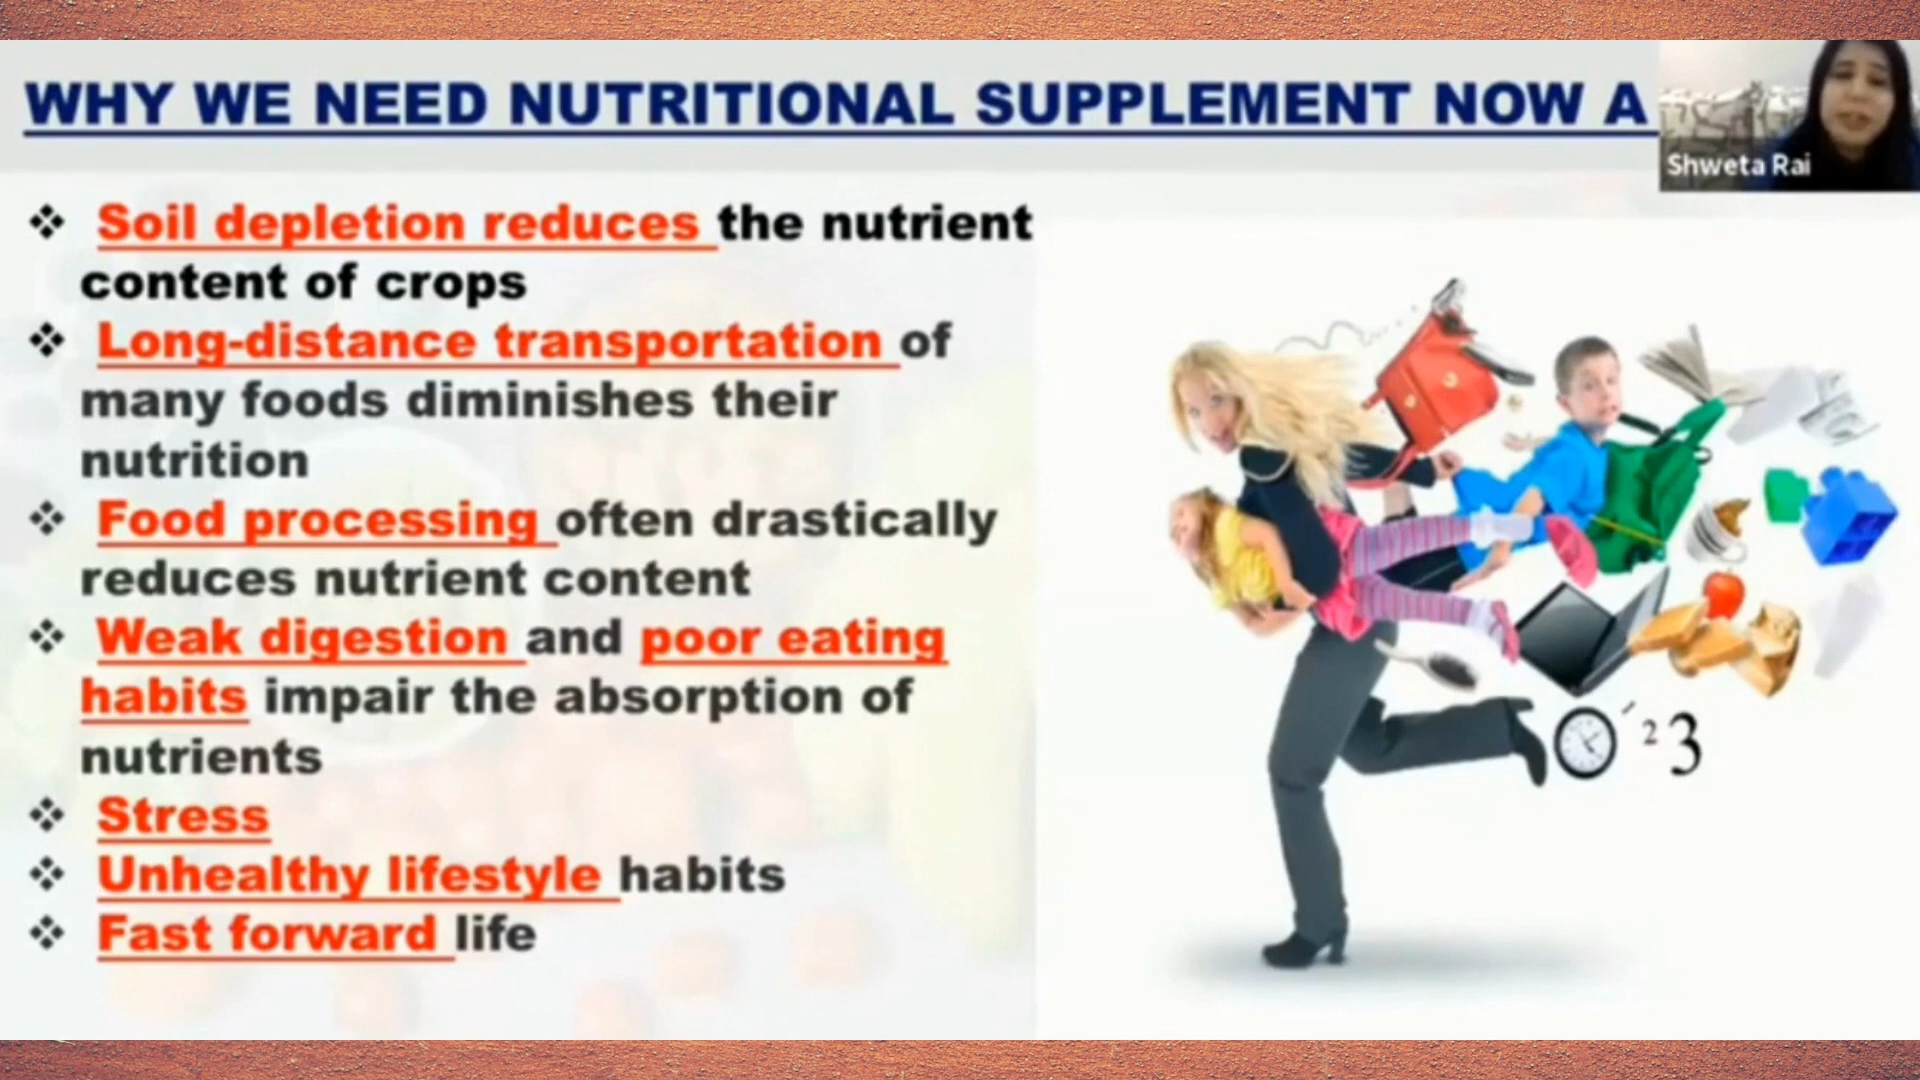 WHY WE NEED NUTRITIONAL SUPPLEMENT NOW A
Shweta Rai
❖ Soil depletion reduces the nutrient
content of crops
❖ Long-distance transportation of
many foods diminishes their
nutrition
❖ Food processing often drastically
reduces nutrient content
❖ Weak digestion and poor eating
habits impair the absorption of
nutrients
❖ Stress
❖ Unhealthy lifestyle habits
❖ Fast forward life
2 3